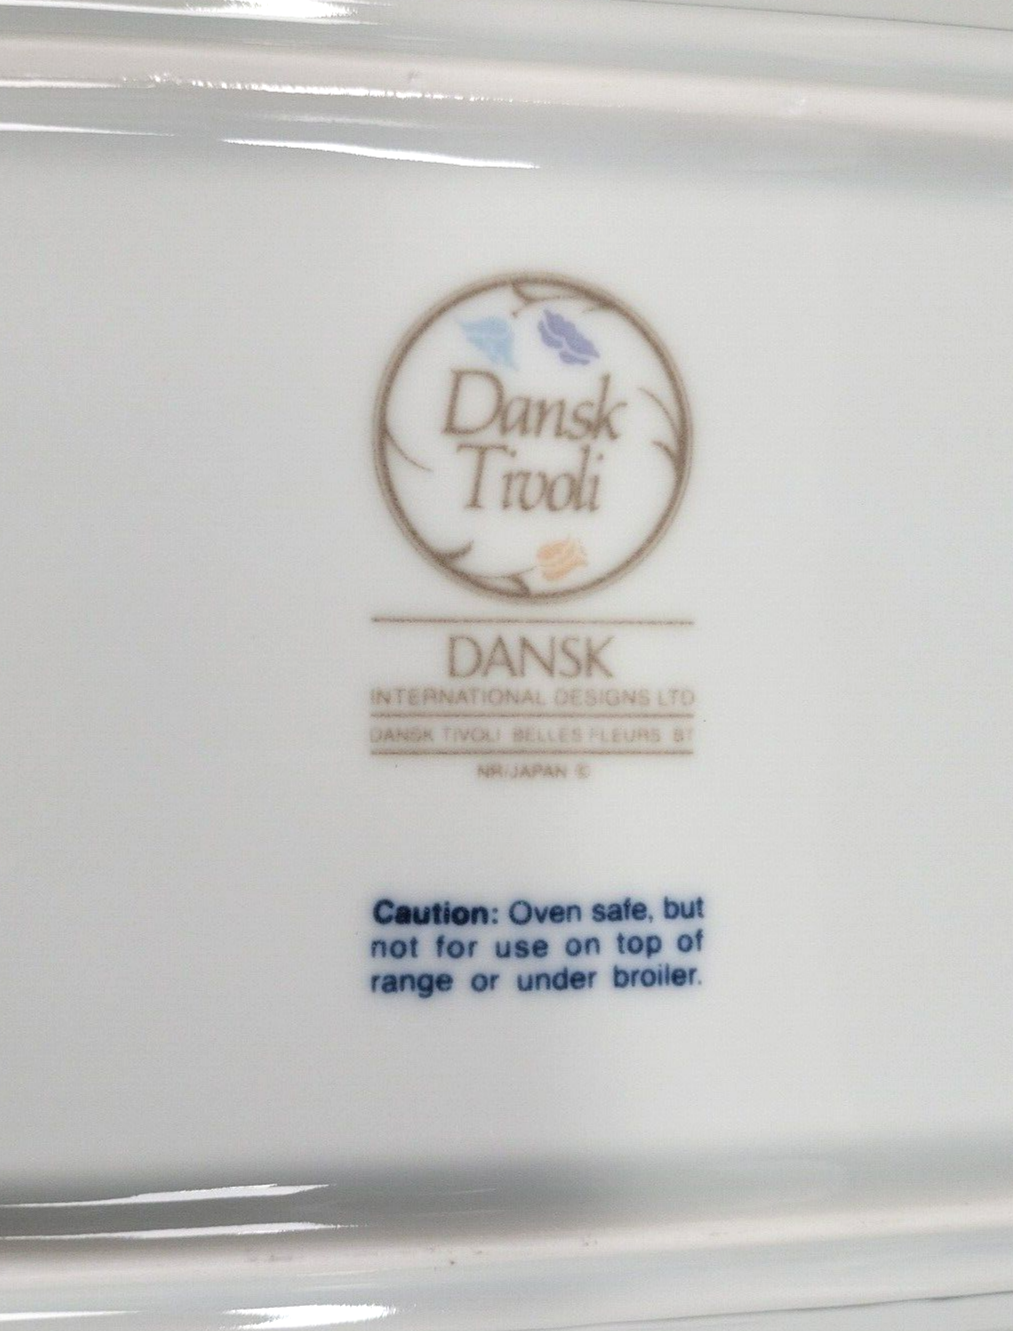 Dansk
Tivoli
DANSK
INTERNATIONAL DESIGNS LTD
DANSK TIVOLI BELLES FLEURS BT
NR/JAPAN ©
Caution: Oven safe, but
not for use on top of
range or under broiler.